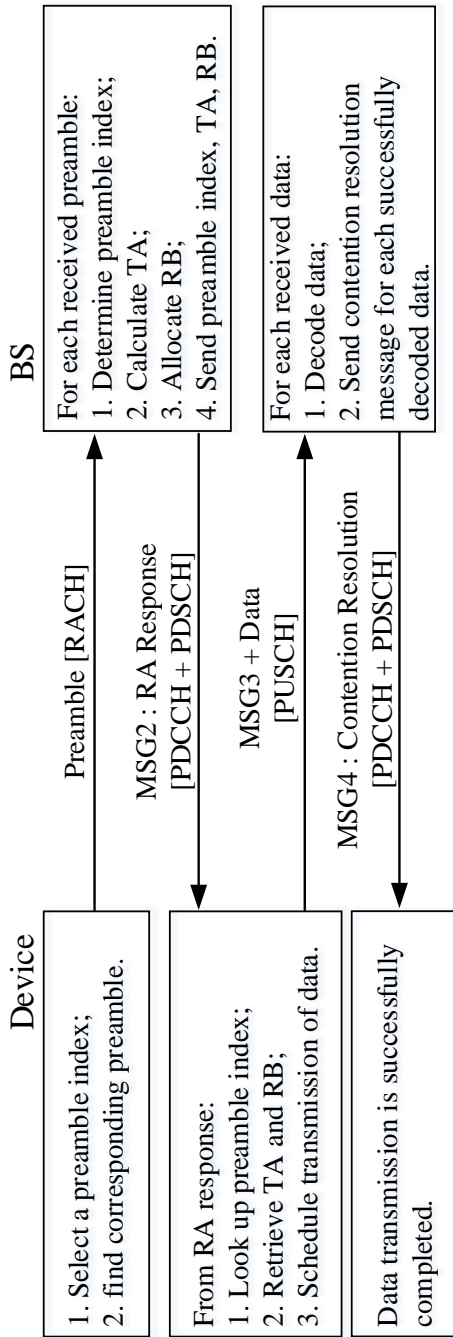 Device
BS
1. Select a preamble index;
2. find corresponding preamble.
Preamble [RACH]
For each received preamble:
1. Determine preamble index;
2. Calculate TA;
3. Allocate RB;
4. Send preamble index, TA, RB.
MSG2 : RA Response
[PDCCH + PDSCH]
From RA response:
1. Look up preamble index;
2. Retrieve TA and RB;
3. Schedule transmission of data.
MSG3 + Data
[PUSCH]
For each received data:
1. Decode data;
2. Send contention resolution
message for each successfully
decoded data.
MSG4 : Contention Resolution
[PDCCH + PDSCH]
Data transmission is successfully
completed.